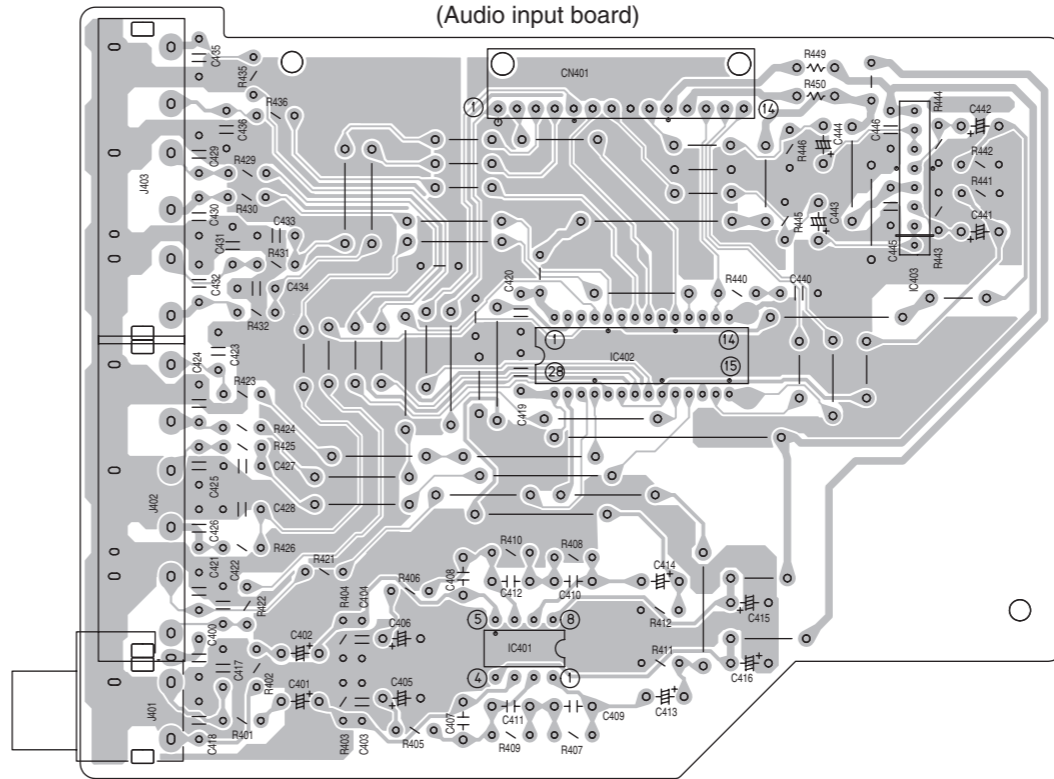 (Audio input board)
C435
R435
R436
C436
C429
R429
J403
R430
C430
C433
C431
R431
C432
C434
R432
C423
C424
R423
R424
R425
C427
C425
J402
C428
C426
R426
C421
C422
R421
R422
C400
C402
C417
R402
C401
J401
C418
R401
R404
C404
R403
C403
R406
C406
C405
R405
C408
C407
CN401
1
14
R449
R450
R446
C444
C446
R444
C442
R442
R441
C441
R445
C443
C445
R443
IC403
C420
R440
C440
1
14
IC402
28
15
C419
R410
R408
C412
C410
C414
5
8
R412
C415
IC401
R411
4
1
C416
C413
C411
C409
R409
R407